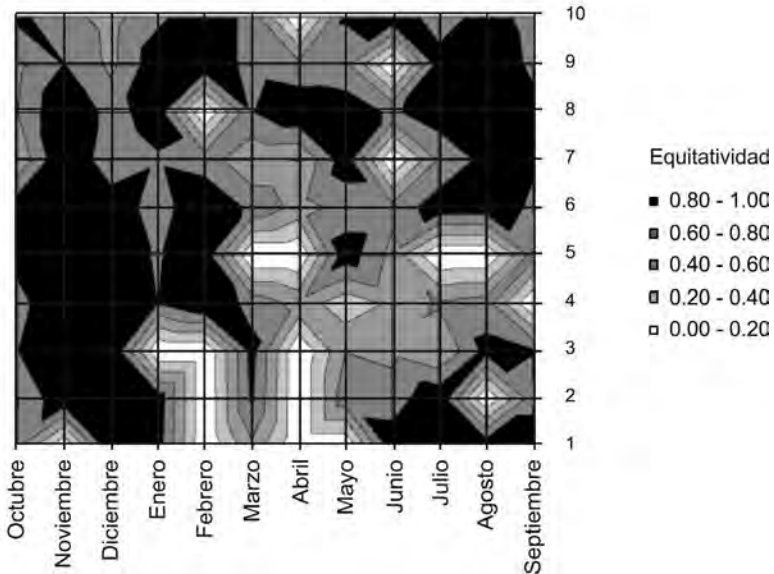 10
9
8
7
6
5
4
3
2
1
Octubre
Noviembre
Diciembre
Enero
Febrero
Marzo
Abril
Mayo
Junio
Julio
Agosto
Septiembre
Equitatividad
0.80 - 1.00
0.60 - 0.80
0.40 - 0.60
0.20 - 0.40
0.00 - 0.20